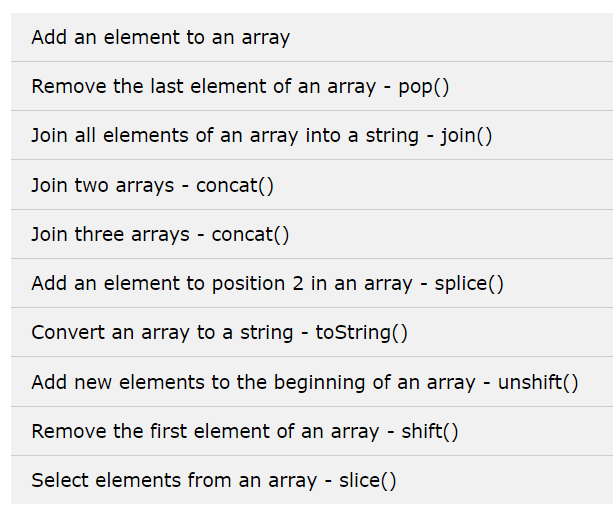 Add an element to an array
Remove the last element of an array - pop()
Join all elements of an array into a string - join()
Join two arrays - concat()
Join three arrays - concat()
Add an element to position 2 in an array - splice()
Convert an array to a string - toString()
Add new elements to the beginning of an array - unshift()
Remove the first element of an array - shift()
Select elements from an array - slice()